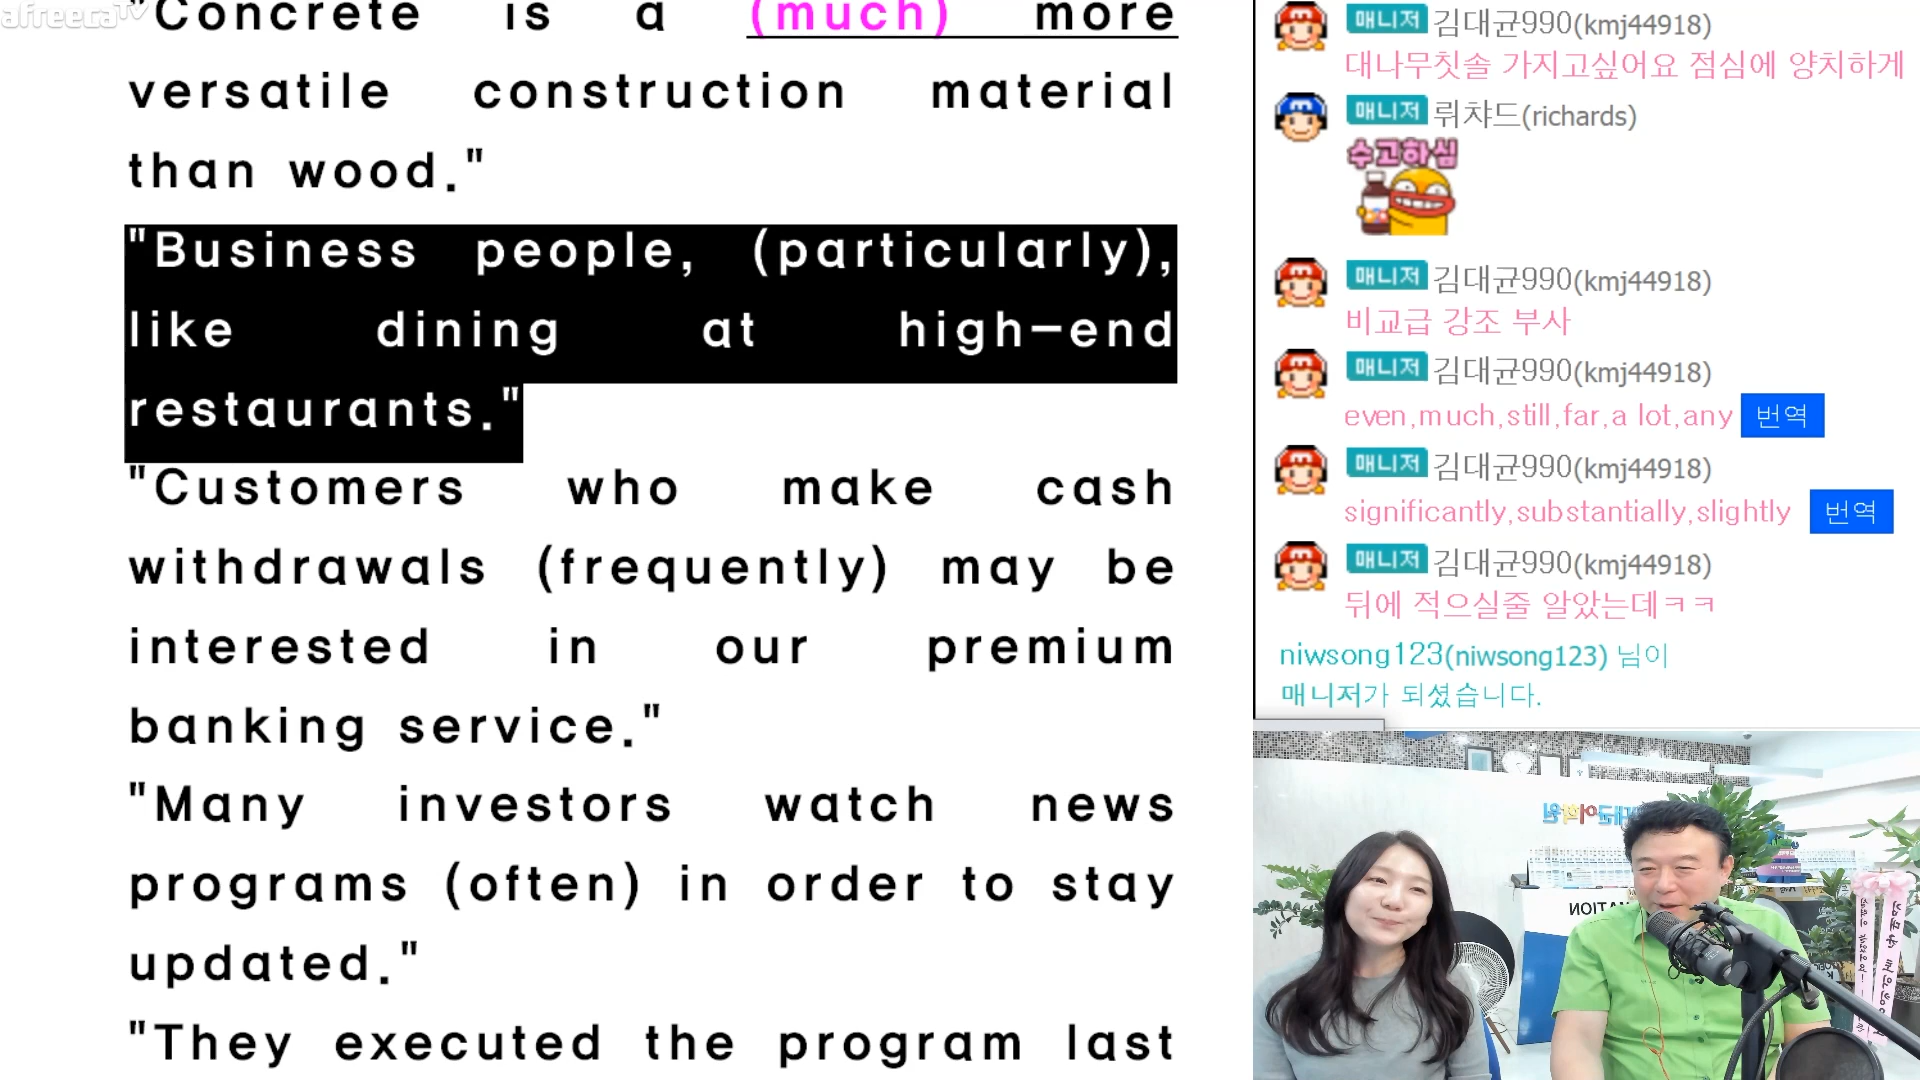 afreecaTV
"Concrete is a (much) more
versatile construction material
than wood."
"Business people, (particularly),
like dining at high-end
restaurants."
"Customers who make cash
withdrawals (frequently) may be
interested in our premium
banking service."
"Many investors watch news
programs (often) in order to stay
updated."
"They executed the program last
매니저 김대균990(kmj44918)
대나무칫솔 가지고싶어요 점심에 양치하게
매니저 뤼챠드(richards)
수고하심
매니저 김대균990(kmj44918)
비교급 강조 부사
매니저 김대균990(kmj44918)
even,much,still,far,a lot,any 번역
매니저 김대균990(kmj44918)
significantly,substantially,slightly 번역
매니저 김대균990(kmj44918)
뒤에 적으실줄 알았는데ㅋㅋ
niwsong123(niwsong123) 님이
매니저가 되셨습니다.